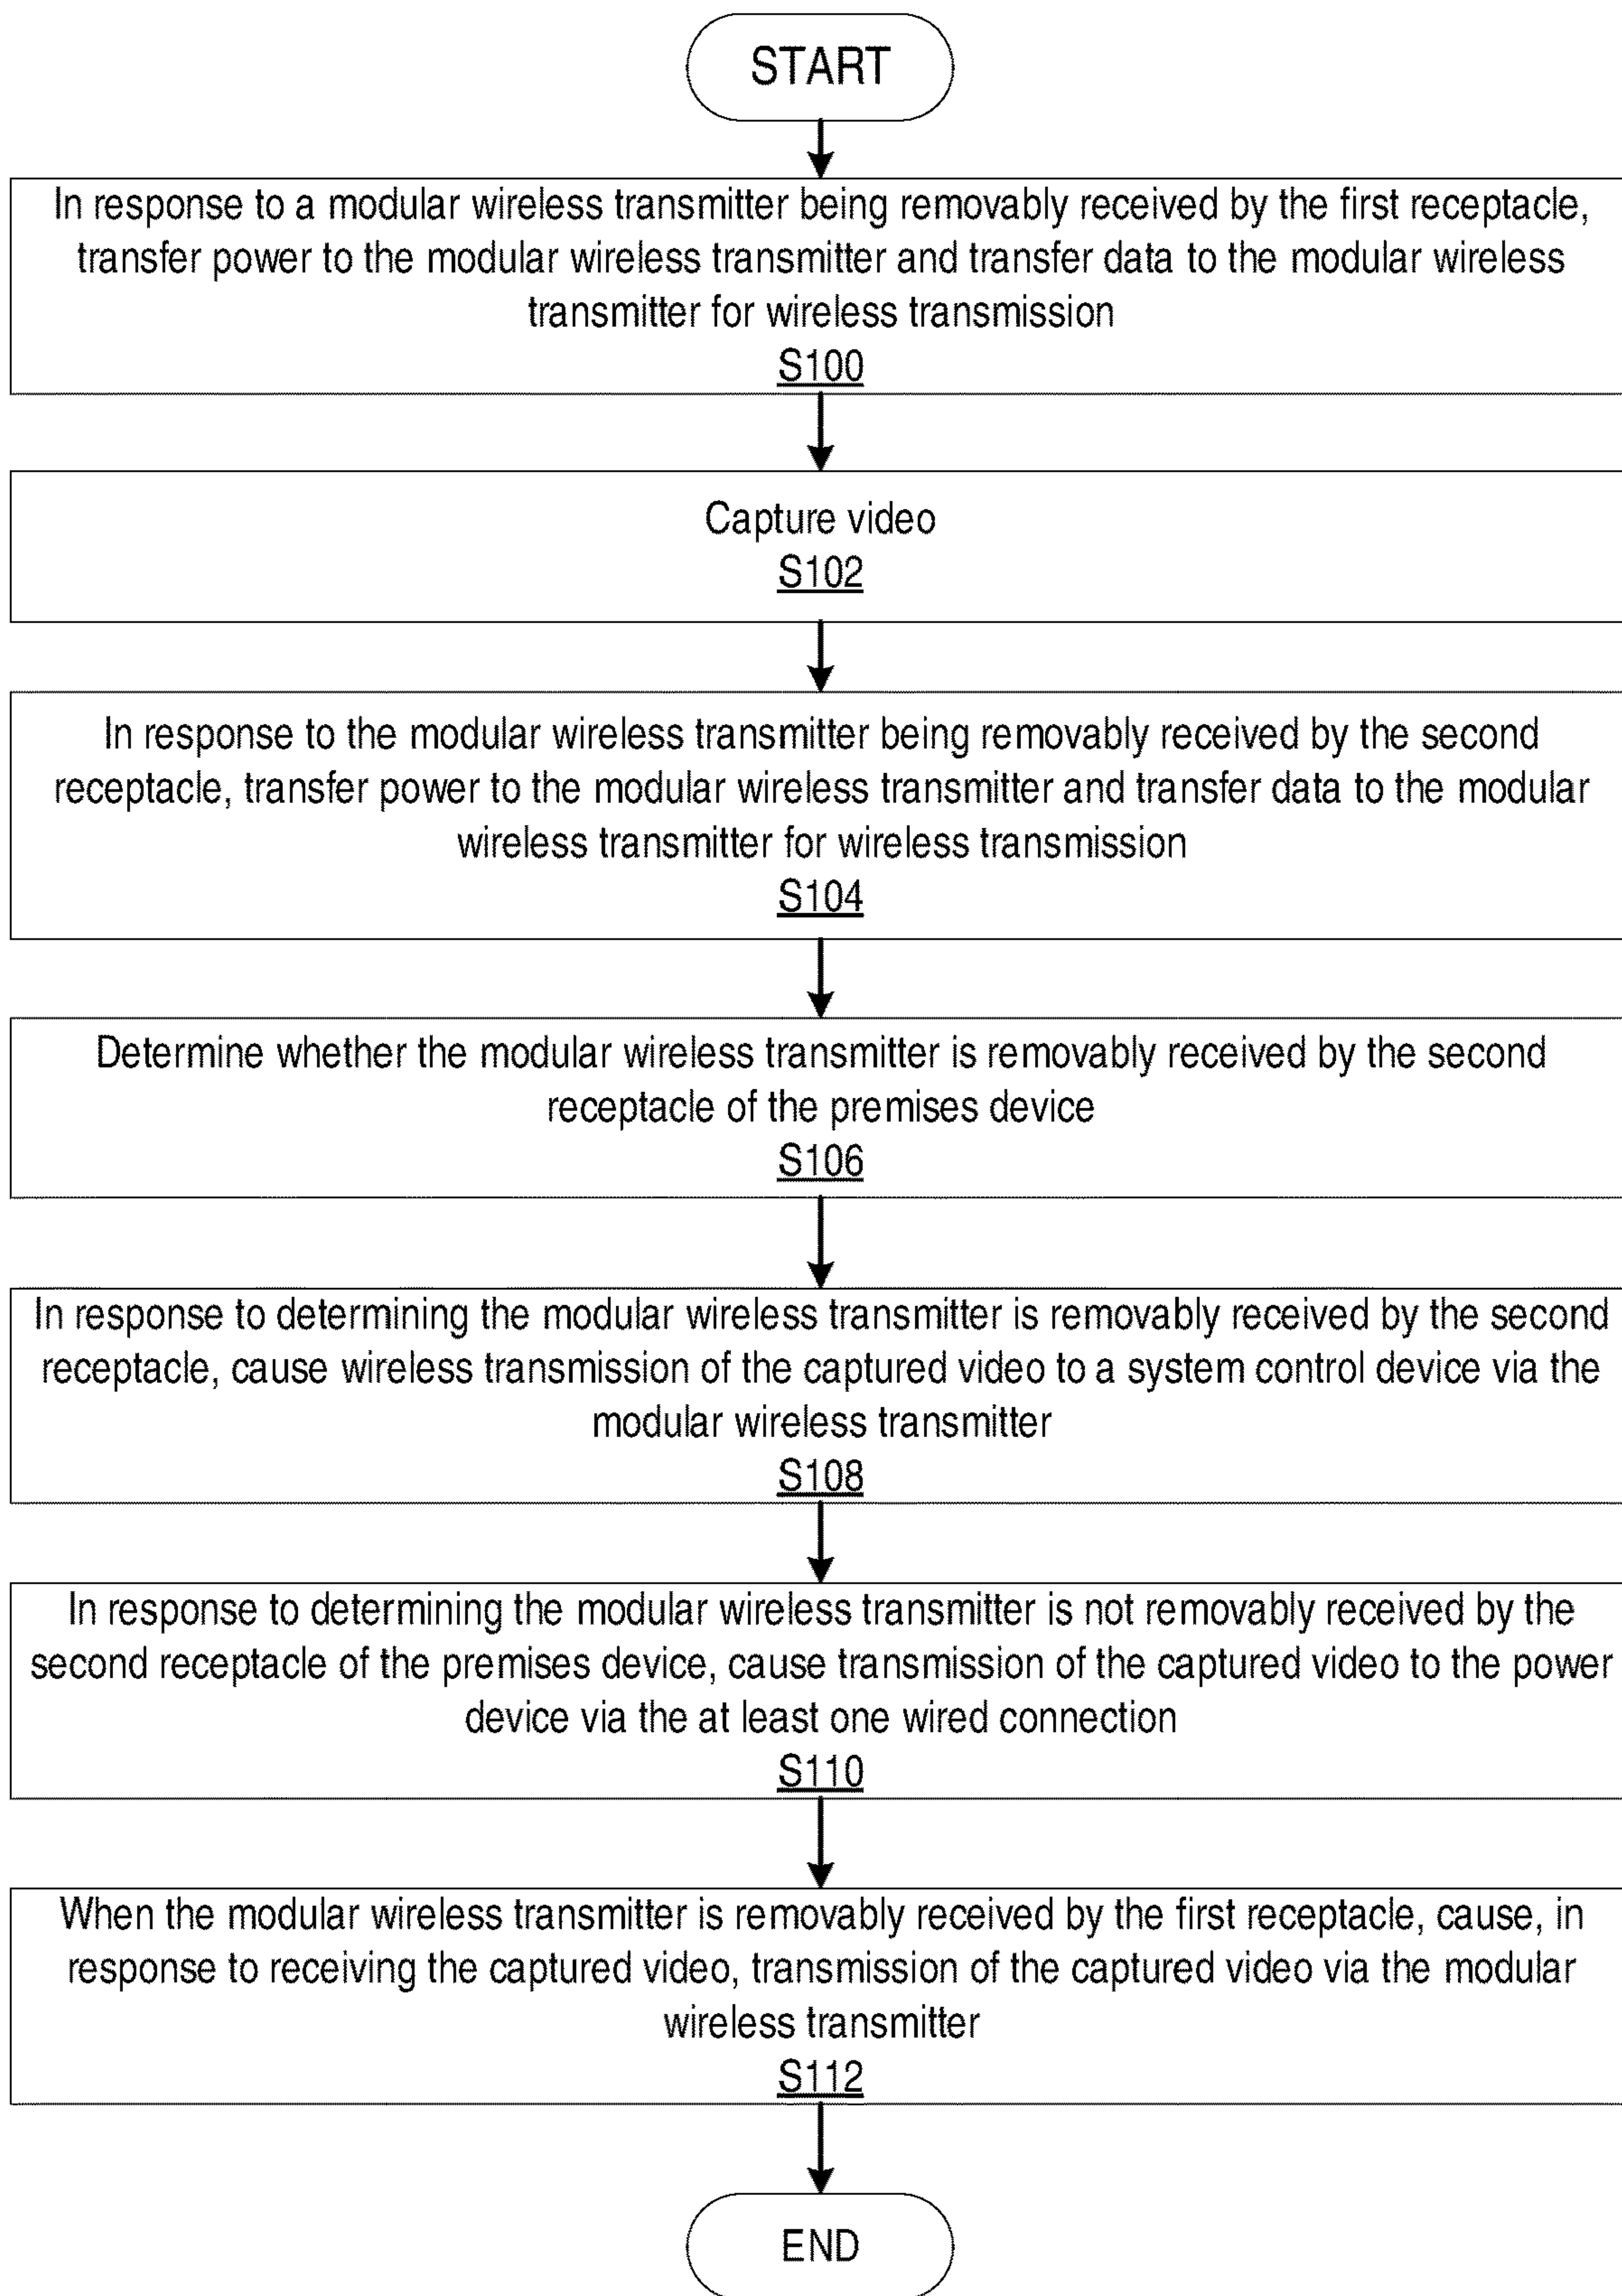 START
In response to a modular wireless transmitter being removably received by the first receptacle,
transfer power to the modular wireless transmitter and transfer data to the modular wireless
transmitter for wireless transmission
S100
Capture video
S102
In response to the modular wireless transmitter being removably received by the second
receptacle, transfer power to the modular wireless transmitter and transfer data to the modular
wireless transmitter for wireless transmission
S104
Determine whether the modular wireless transmitter is removably received by the second
receptacle of the premises device
S106
In response to determining the modular wireless transmitter is removably received by the second
receptacle, cause wireless transmission of the captured video to a system control device via the
modular wireless transmitter
S108
In response to determining the modular wireless transmitter is not removably received by the
second receptacle of the premises device, cause transmission of the captured video to the power
device via the at least one wired connection
S110
When the modular wireless transmitter is removably received by the first receptacle, cause, in
response to receiving the captured video, transmission of the captured video via the modular
wireless transmitter
S112
END